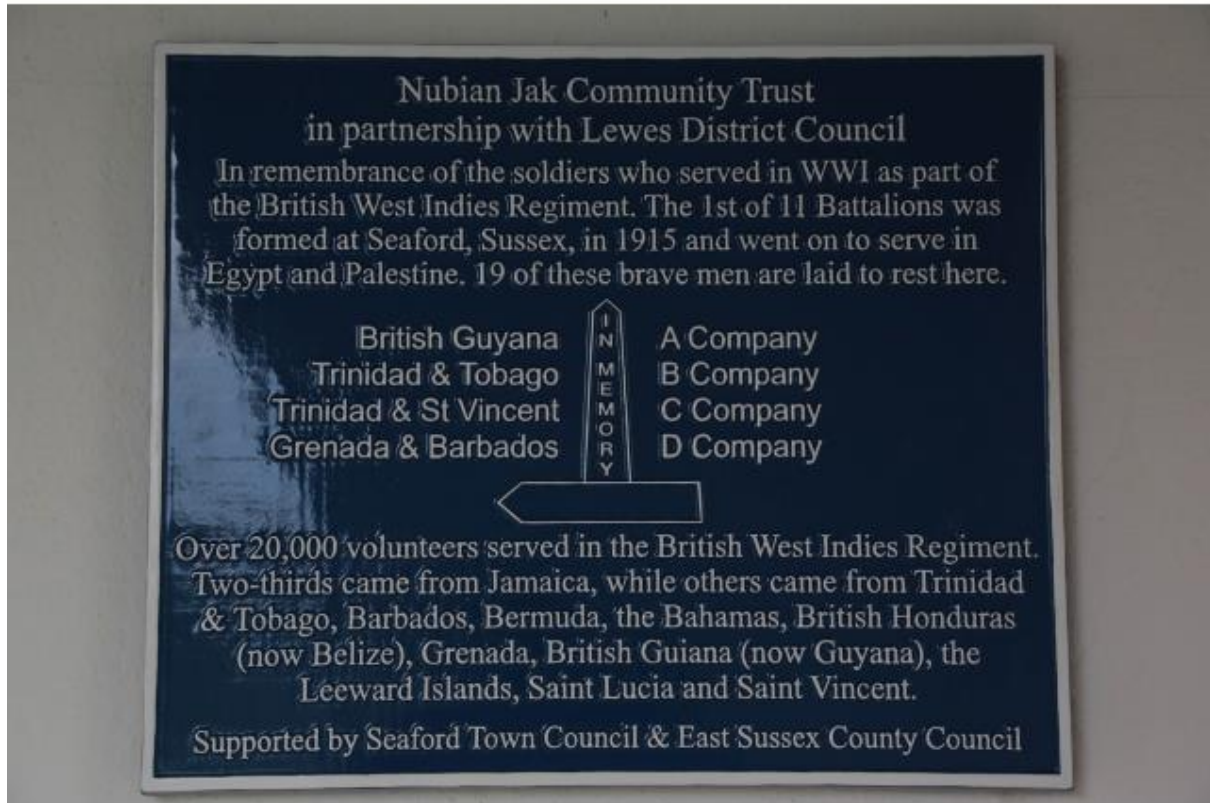 Nubian Jak Community Trust
in partnership with Lewes District Council
In remembrance of the soldiers who served in WWI as part of
the British West Indies Regiment. The 1st of 11 Battalions was
formed at Seaford, Sussex, in 1915 and went on to serve in
Egypt and Palestine. 19 of these brave men are laid to rest here.
British Guyana A Company
Trinidad & Tobago B Company
Trinidad & St Vincent C Company
Grenada & Barbados D Company
IN MEMORY
Over 20,000 volunteers served in the British West Indies Regiment.
Two-thirds came from Jamaica, while others came from Trinidad
& Tobago, Barbados, Bermuda, the Bahamas, British Honduras
(now Belize), Grenada, British Guiana (now Guyana), the
Leeward Islands, Saint Lucia and Saint Vincent.
Supported by Seaford Town Council & East Sussex County Council